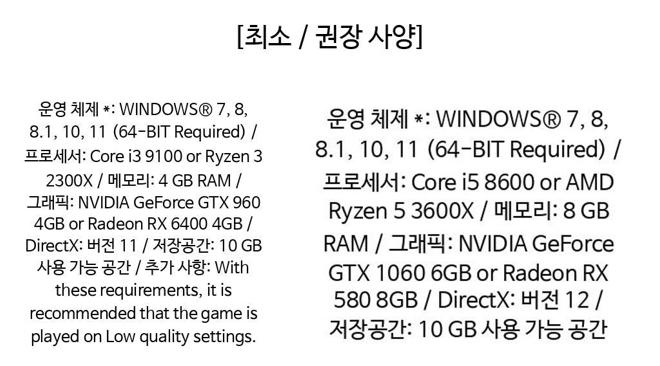 [최소 / 권장 사양]
운영 체제 *: WINDOWS® 7, 8,
8.1, 10, 11 (64-BIT Required) /
프로세서: Core i3 9100 or Ryzen 3
2300X / 메모리: 4 GB RAM /
그래픽: NVIDIA GeForce GTX 960
4GB or Radeon RX 6400 4GB /
DirectX: 버전 11 / 저장공간: 10 GB
사용 가능 공간 / 추가 사항: With
these requirements, it is
recommended that the game is
played on Low quality settings.
운영 체제 *: WINDOWS® 7, 8,
8.1, 10, 11 (64-BIT Required) /
프로세서: Core i5 8600 or AMD
Ryzen 5 3600X / 메모리: 8 GB
RAM / 그래픽: NVIDIA GeForce
GTX 1060 6GB or Radeon RX
580 8GB / DirectX: 버전 12 /
저장공간: 10 GB 사용 가능 공간